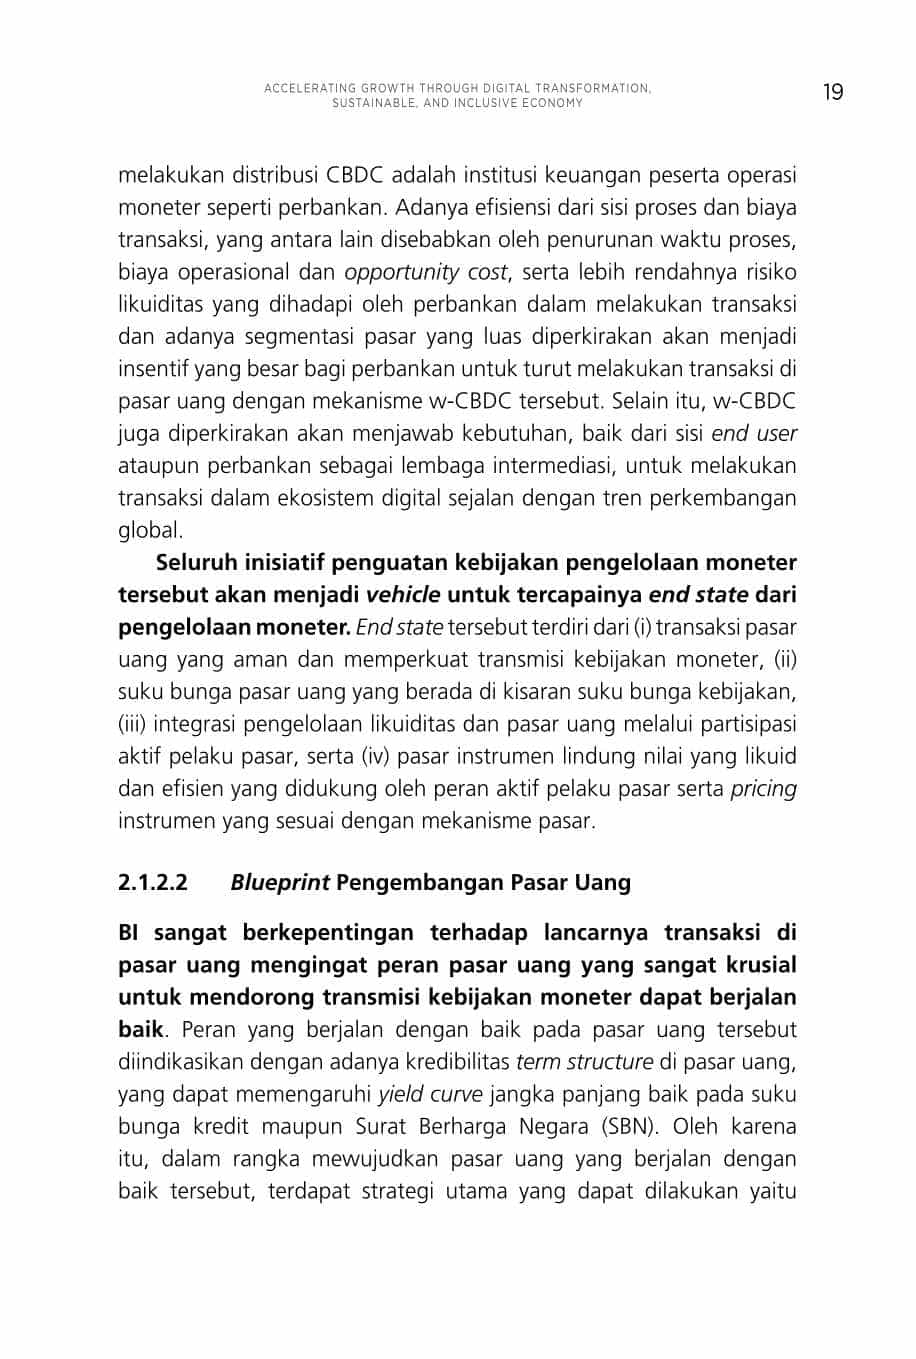 ACCELERATING GROWTH THROUGH DIGITAL TRANSFORMATION,
SUSTAINABLE, AND INCLUSIVE ECONOMY
19
melakukan distribusi CBDC adalah institusi keuangan peserta operasi
moneter seperti perbankan. Adanya efisiensi dari sisi proses dan biaya
transaksi, yang antara lain disebabkan oleh penurunan waktu proses,
biaya operasional dan opportunity cost, serta lebih rendahnya risiko
likuiditas yang dihadapi oleh perbankan dalam melakukan transaksi
dan adanya segmentasi pasar yang luas diperkirakan akan menjadi
insentif yang besar bagi perbankan untuk turut melakukan transaksi di
pasar uang dengan mekanisme w-CBDC tersebut. Selain itu, w-CBDC
juga diperkirakan akan menjawab kebutuhan, baik dari sisi end user
ataupun perbankan sebagai lembaga intermediasi, untuk melakukan
transaksi dalam ekosistem digital sejalan dengan tren perkembangan
global.
Seluruh inisiatif penguatan kebijakan pengelolaan moneter
tersebut akan menjadi vehicle untuk tercapainya end state dari
pengelolaan moneter. End state tersebut terdiri dari (i) transaksi pasar
uang yang aman dan memperkuat transmisi kebijakan moneter, (ii)
suku bunga pasar uang yang berada di kisaran suku bunga kebijakan,
(iii) integrasi pengelolaan likuiditas dan pasar uang melalui partisipasi
aktif pelaku pasar, serta (iv) pasar instrumen lindung nilai yang likuid
dan efisien yang didukung oleh peran aktif pelaku pasar serta pricing
instrumen yang sesuai dengan mekanisme pasar.
2.1.2.2 Blueprint Pengembangan Pasar Uang
BI sangat berkepentingan terhadap lancarnya transaksi di
pasar uang mengingat peran pasar uang yang sangat krusial
untuk mendorong transmisi kebijakan moneter dapat berjalan
baik. Peran yang berjalan dengan baik pada pasar uang tersebut
diindikasikan dengan adanya kredibilitas term structure di pasar uang,
yang dapat memengaruhi yield curve jangka panjang baik pada suku
bunga kredit maupun Surat Berharga Negara (SBN). Oleh karena
itu, dalam rangka mewujudkan pasar uang yang berjalan dengan
baik tersebut, terdapat strategi utama yang dapat dilakukan yaitu